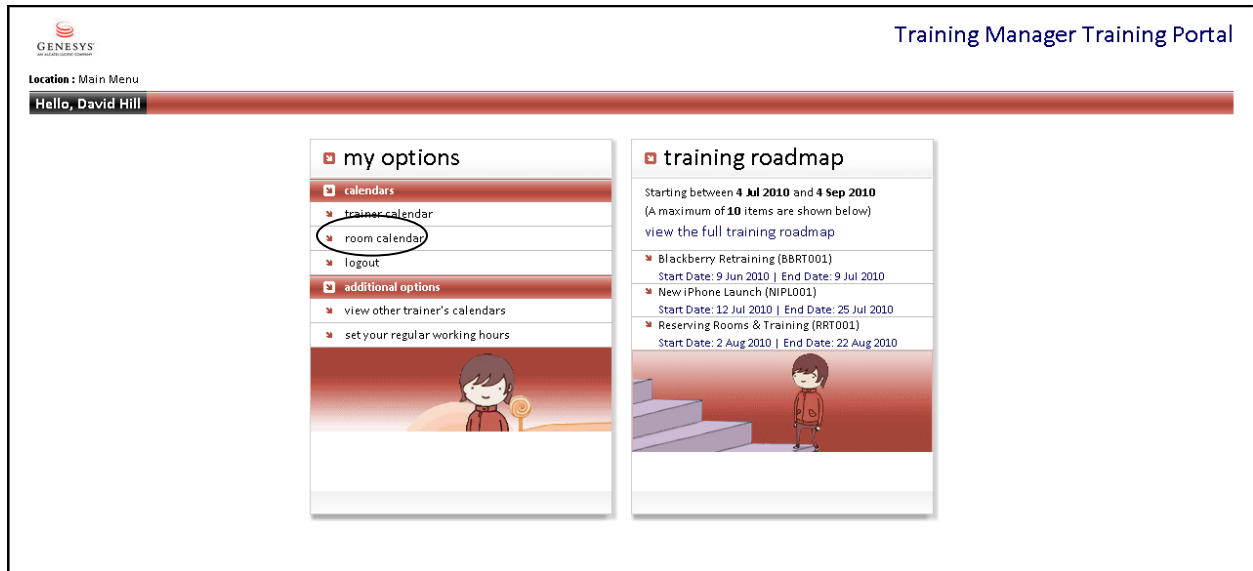 GENESYS
AN ALCATEL-LUCENT COMPANY
Training Manager Training Portal
Location : Main Menu
Hello, David Hill
my options
calendars
trainer calendar
room calendar
logout
additional options
view other trainer's calendars
set your regular working hours
training roadmap
Starting between 4 Jul 2010 and 4 Sep 2010
(A maximum of 10 items are shown below)
view the full training roadmap
Blackberry Retraining (BBRT001)
Start Date: 9 Jun 2010 | End Date: 9 Jul 2010
New iPhone Launch (NIPL001)
Start Date: 12 Jul 2010 | End Date: 25 Jul 2010
Reserving Rooms & Training (RRT001)
Start Date: 2 Aug 2010 | End Date: 22 Aug 2010